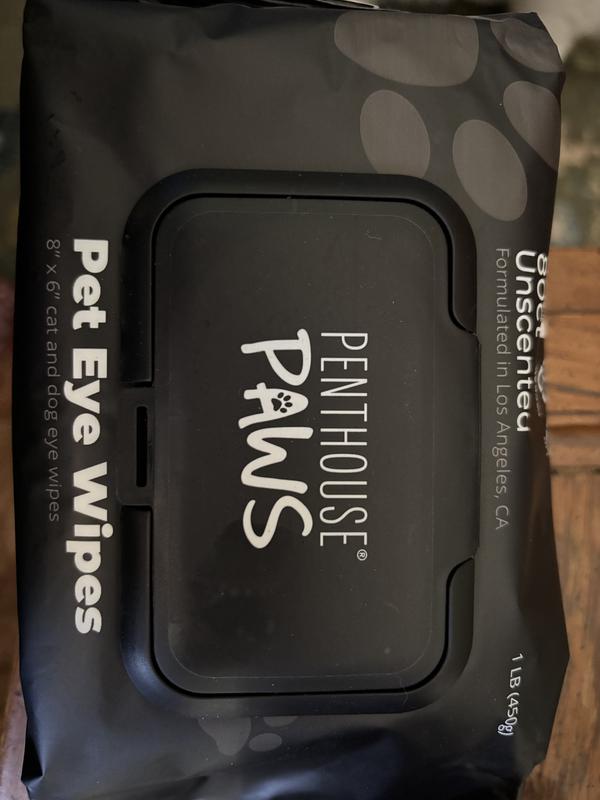 80ct
Unscented
Formulated in Los Angeles, CA
1 LB (450g)
PENTHOUSE®
PAWS
Pet Eye Wipes
8” x 6” cat and dog eye wipes